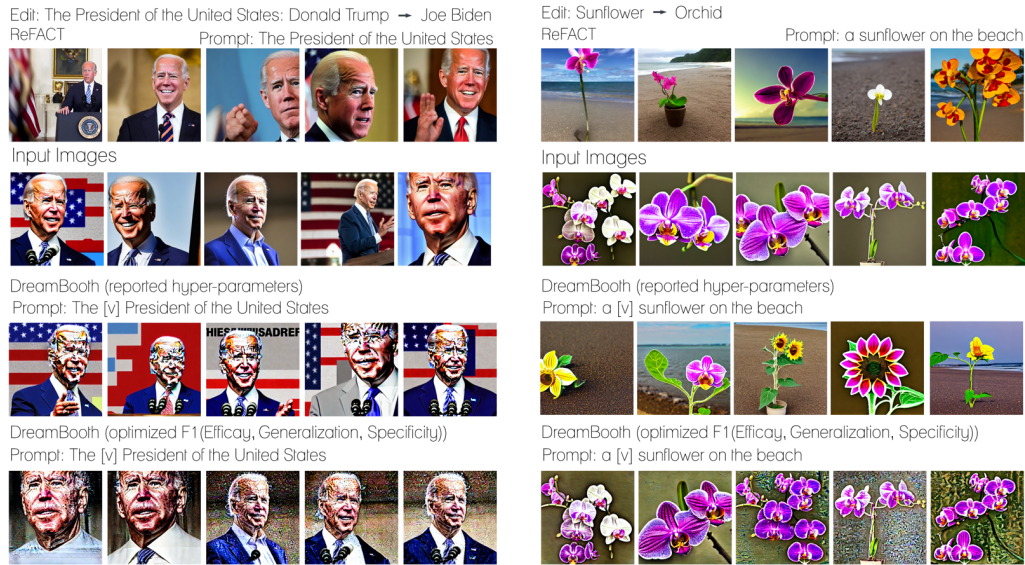 Edit: The President of the United States: Donald Trump → Joe Biden
ReFACT
Prompt: The President of the United States
Input Images
DreamBooth (reported hyper-parameters)
Prompt: The [v] President of the United States
DreamBooth (optimized F1(Efficay, Generalization, Specificity))
Prompt: The [v] President of the United States
Edit: Sunflower → Orchid
ReFACT
Prompt: a sunflower on the beach
Input Images
DreamBooth (reported hyper-parameters)
Prompt: a [v] sunflower on the beach
DreamBooth (optimized F1(Efficay, Generalization, Specificity))
Prompt: a [v] sunflower on the beach